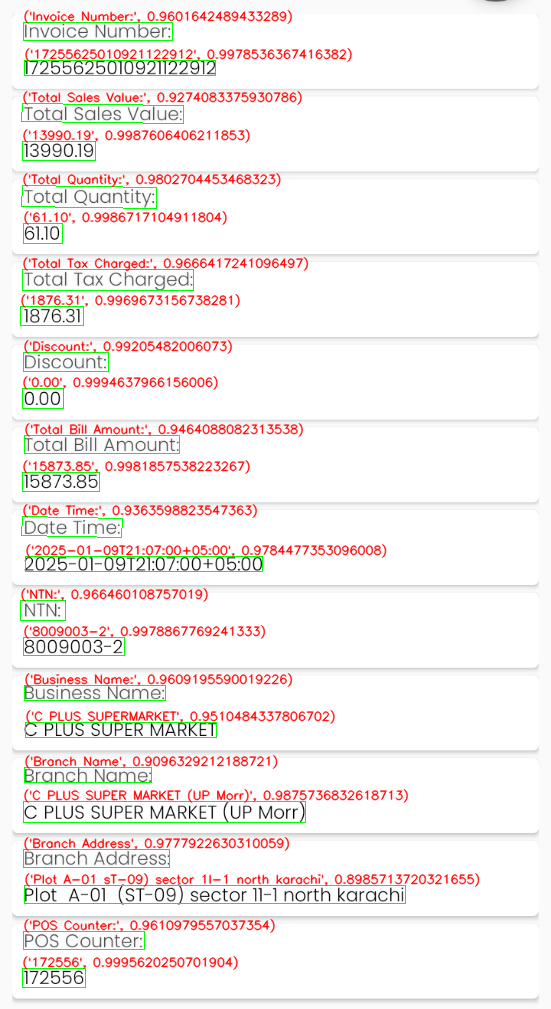 ('Invoice Number:', 0.9601642489433289)
Invoice Number:
('17255625010921122912', 0.9978536367416382)
17255625010921122912
('Total Sales Value:', 0.9274083375930786)
Total Sales Value:
('13990.19', 0.9987606406211853)
13990.19
('Total Quantity:', 0.9802704453468323)
Total Quantity:
('61.10', 0.9986717104911804)
61.10
('Total Tax Charged:', 0.9666417241096497)
Total Tax Charged:
('1876.31', 0.9969673156738281)
1876.31
('Discount:', 0.99205482006073)
Discount:
('0.00', 0.9994637966156006)
0.00
('Total Bill Amount:', 0.9464088082313538)
Total Bill Amount:
('15873.85', 0.9981857538223267)
15873.85
('Date Time:', 0.9363598823547363)
Date Time:
('2025-01-09T21:07:00+05:00', 0.9784477353096008)
2025-01-09T21:07:00+05:00
('NTN:', 0.966460108757019)
NTN:
('8009003-2', 0.9978867769241333)
8009003-2
('Business Name:', 0.9609195590019226)
Business Name:
('C PLUS SUPERMARKET', 0.9510484337806702)
C PLUS SUPER MARKET
('Branch Name', 0.9096329212188721)
Branch Name:
('C PLUS SUPER MARKET (UP Morr)', 0.9875736832618713)
C PLUS SUPER MARKET (UP Morr)
('Branch Address', 0.9777922630310059)
Branch Address:
('Plot A-01 sT-09) sector 1I-1 north karachi', 0.8985713720321655)
Plot A-01 (ST-09) sector 11-1 north karachi
('POS Counter:', 0.9610979557037354)
POS Counter:
('172556', 0.9995620250701904)
172556